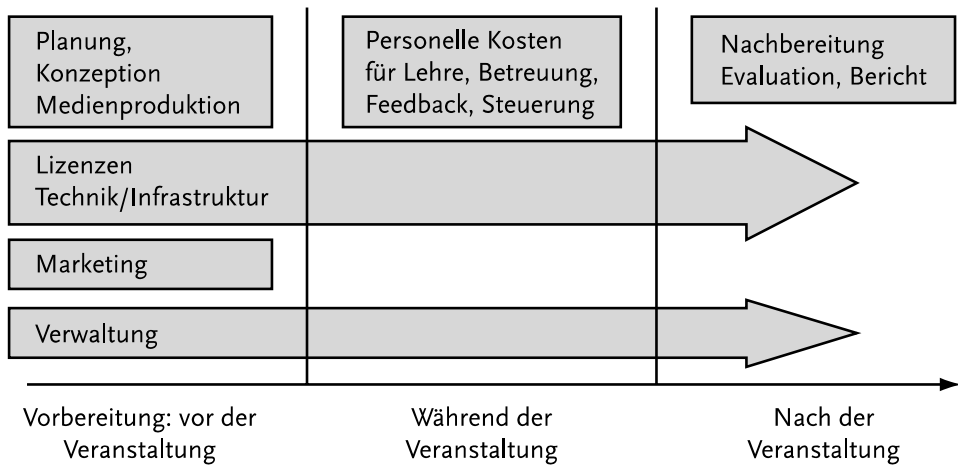 Planung,
Konzeption
Medienproduktion
Personelle Kosten
für Lehre, Betreuung,
Feedback, Steuerung
Nachbereitung
Evaluation, Bericht
Lizenzen
Technik/Infrastruktur
Marketing
Verwaltung
Vorbereitung: vor der
Veranstaltung
Während der
Veranstaltung
Nach der
Veranstaltung